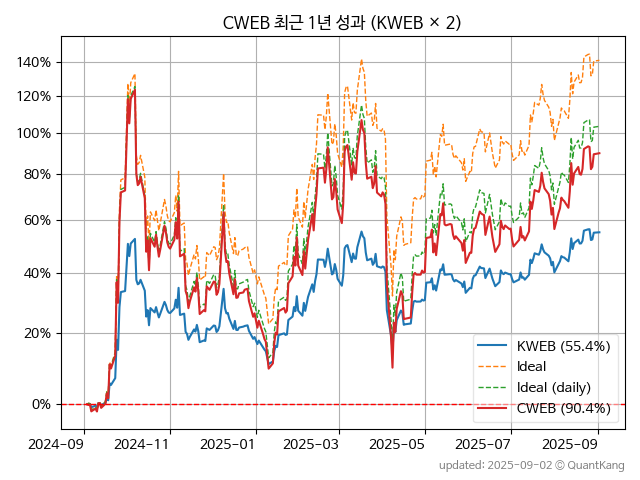 CWEB 최근 1년 성과 (KWEB × 2)
140%
120%
100%
80%
60%
40%
20%
0%
KWEB (55.4%)
Ideal
Ideal (daily)
CWEB (90.4%)
2024-09
2024-11
2025-01
2025-03
2025-05
2025-07
2025-09
updated: 2025-09-02 © QuantKang